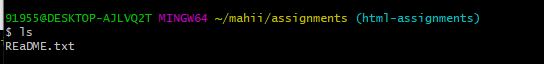 91955@DESKTOP-AJLVQ2T MINGW64 ~/mahii/assignments (html-assignments)
$ ls
REaDME.txt